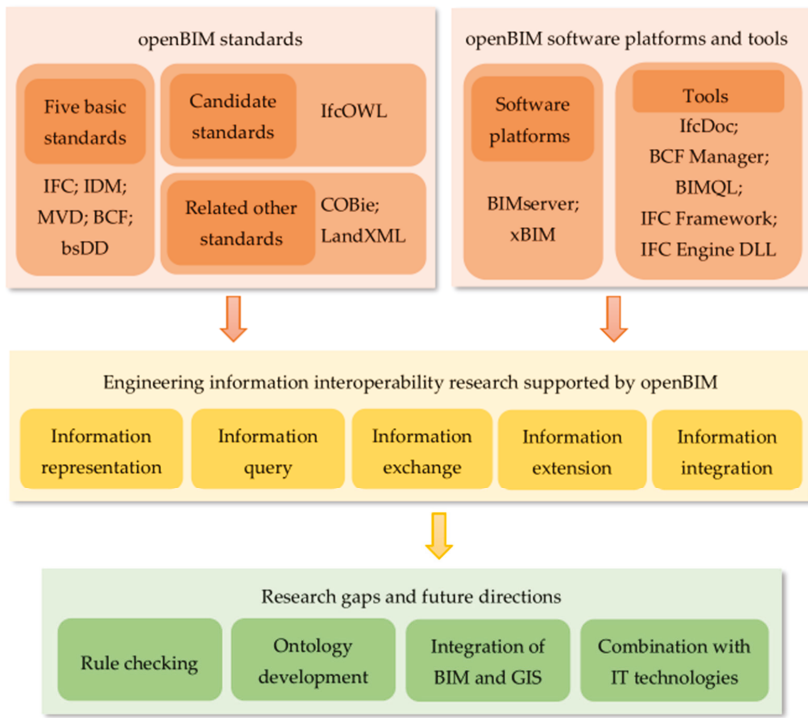 openBIM standards
Five basic
standards
IFC; IDM;
MVD; BCF;
bsDD
Candidate
standards
IfcOWL
Related other
standards
COBie;
LandXML
openBIM software platforms and tools
Software
platforms
BIMserver;
xBIM
Tools
IfcDoc;
BCF Manager;
BIMQL;
IFC Framework;
IFC Engine DLL
Engineering information interoperability research supported by openBIM
Information
representation
Information
query
Information
exchange
Information
extension
Information
integration
Research gaps and future directions
Rule checking
Ontology
development
Integration of
BIM and GIS
Combination with
IT technologies